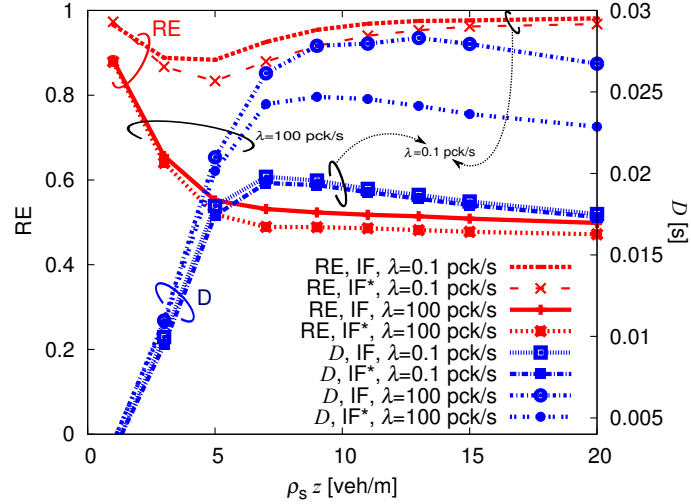 1
0.03
RE
0.8
0.025
λ=100 pck/s
λ=0.1 pck/s
RE
0.6
0.02
D [s]
0.4
0.015
RE, IF, λ=0.1 pck/s
RE, IF*, λ=0.1 pck/s
D
RE, IF, λ=100 pck/s
RE, IF*, λ=100 pck/s
0.2
0.01
D, IF, λ=0.1 pck/s
D, IF*, λ=0.1 pck/s
D, IF, λ=100 pck/s
D, IF*, λ=100 pck/s
0.005
0
0 5 10 15 20
ρs z [veh/m]